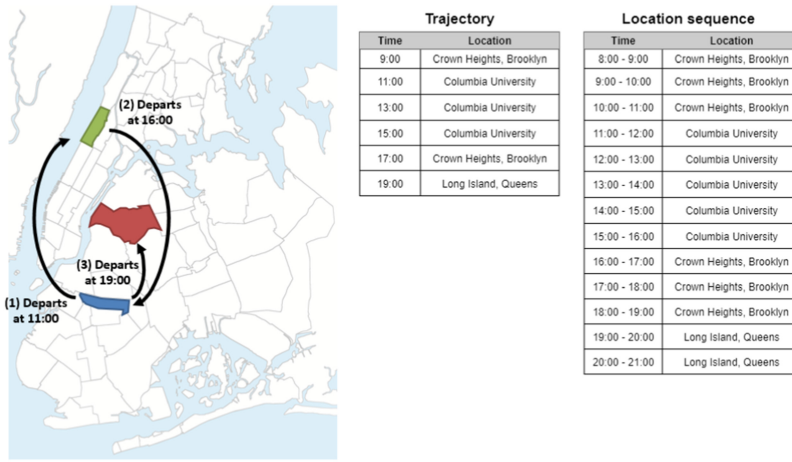 (2) Departs
at 16:00
(3) Departs
at 19:00
(1) Departs
at 11:00
Trajectory
Time Location
9:00 Crown Heights, Brooklyn
11:00 Columbia University
13:00 Columbia University
15:00 Columbia University
17:00 Crown Heights, Brooklyn
19:00 Long Island, Queens
Location sequence
Time Location
8:00 - 9:00 Crown Heights, Brooklyn
9:00 - 10:00 Crown Heights, Brooklyn
10:00 - 11:00 Crown Heights, Brooklyn
11:00 - 12:00 Columbia University
12:00 - 13:00 Columbia University
13:00 - 14:00 Columbia University
14:00 - 15:00 Columbia University
15:00 - 16:00 Columbia University
16:00 - 17:00 Crown Heights, Brooklyn
17:00 - 18:00 Crown Heights, Brooklyn
18:00 - 19:00 Crown Heights, Brooklyn
19:00 - 20:00 Long Island, Queens
20:00 - 21:00 Long Island, Queens